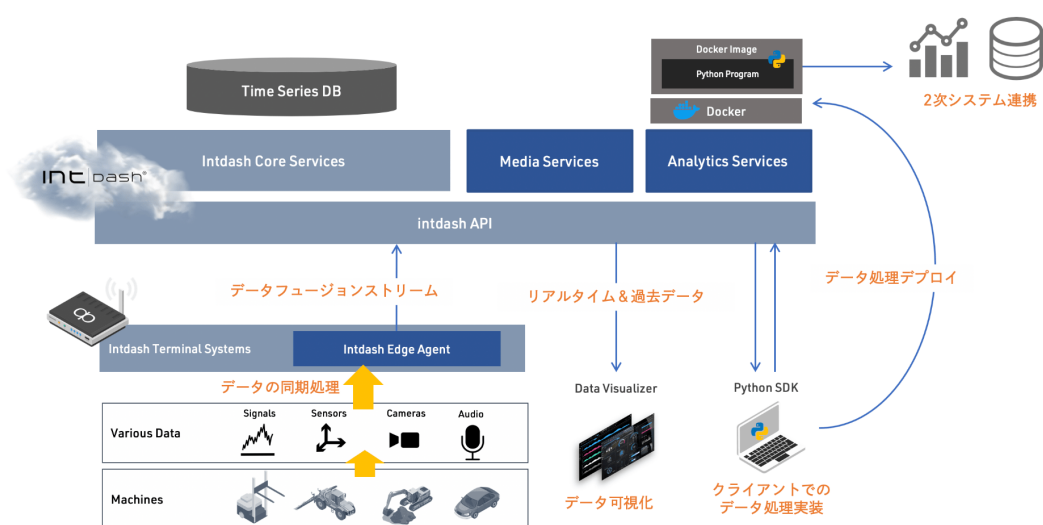 Docker Image
Python Program
Docker
2次システム連携
Time Series DB
Intdash Core Services
Media Services
Analytics Services
INT DASH®
intdash API
データフュージョンストリーム
リアルタイム＆過去データ
データ処理デプロイ
Intdash Terminal Systems
Intdash Edge Agent
データの同期処理
Data Visualizer
Python SDK
Various Data
Signals
Sensors
Cameras
Audio
Machines
データ可視化
クライアントでの
データ処理実装